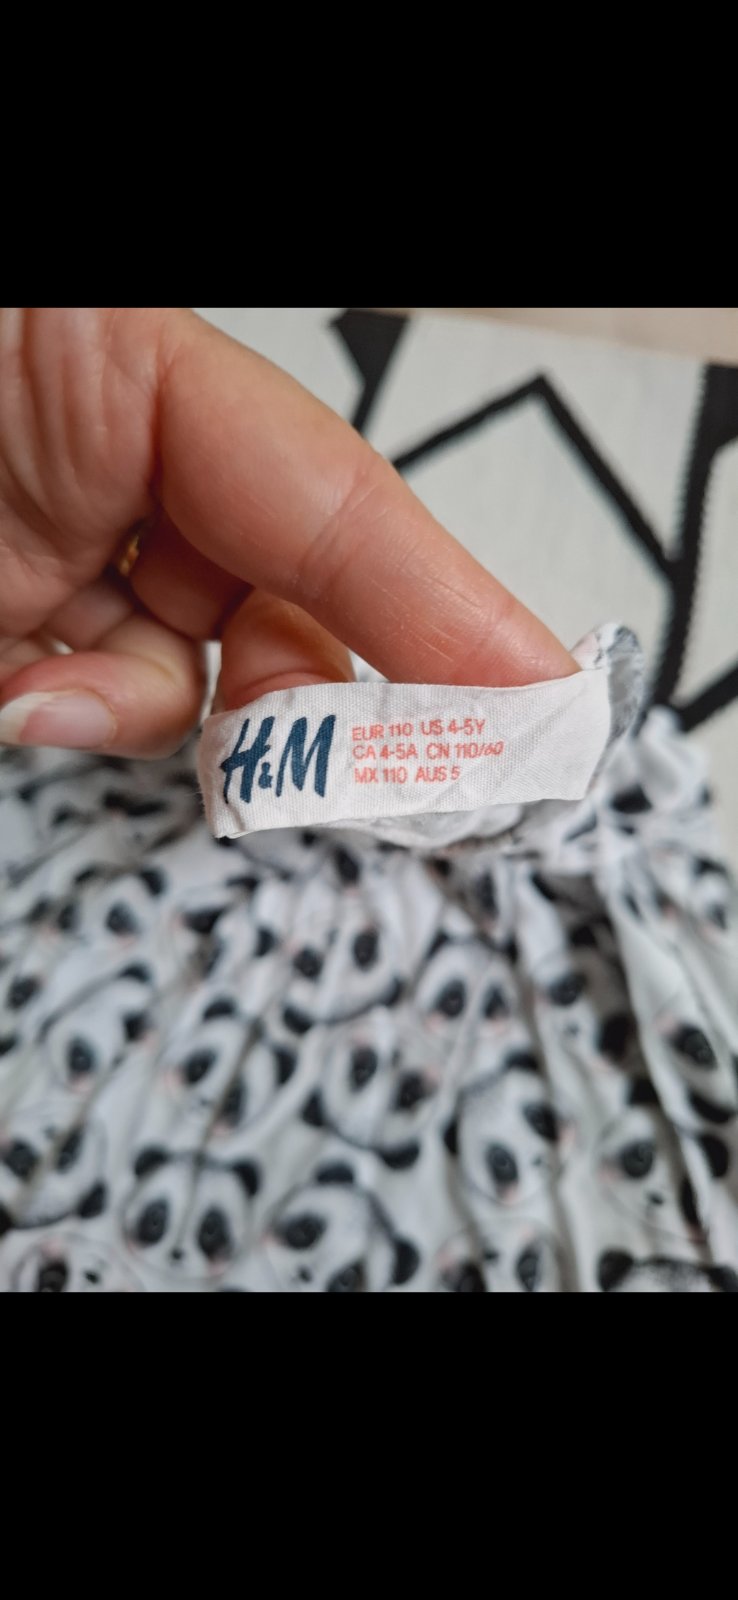 H&M
EUR 110 US 4-5Y
CA 4-5A CN 110/60
MX 110 AUS 5